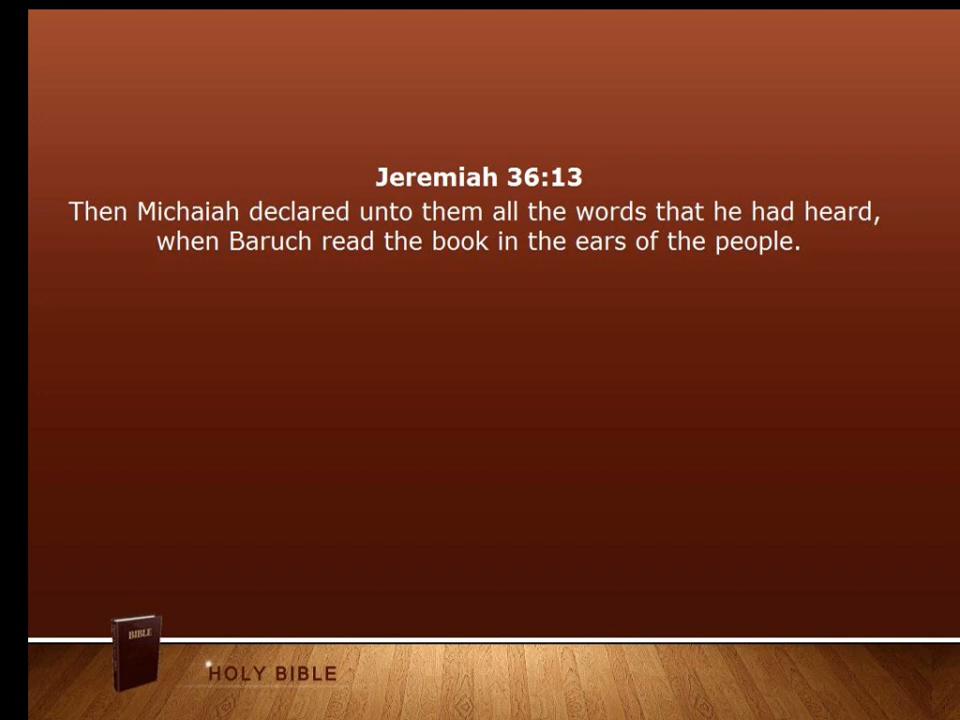 Jeremiah 36:13
Then Michaiah declared unto them all the words that he had heard,
when Baruch read the book in the ears of the people.
BIBLE
HOLY BIBLE